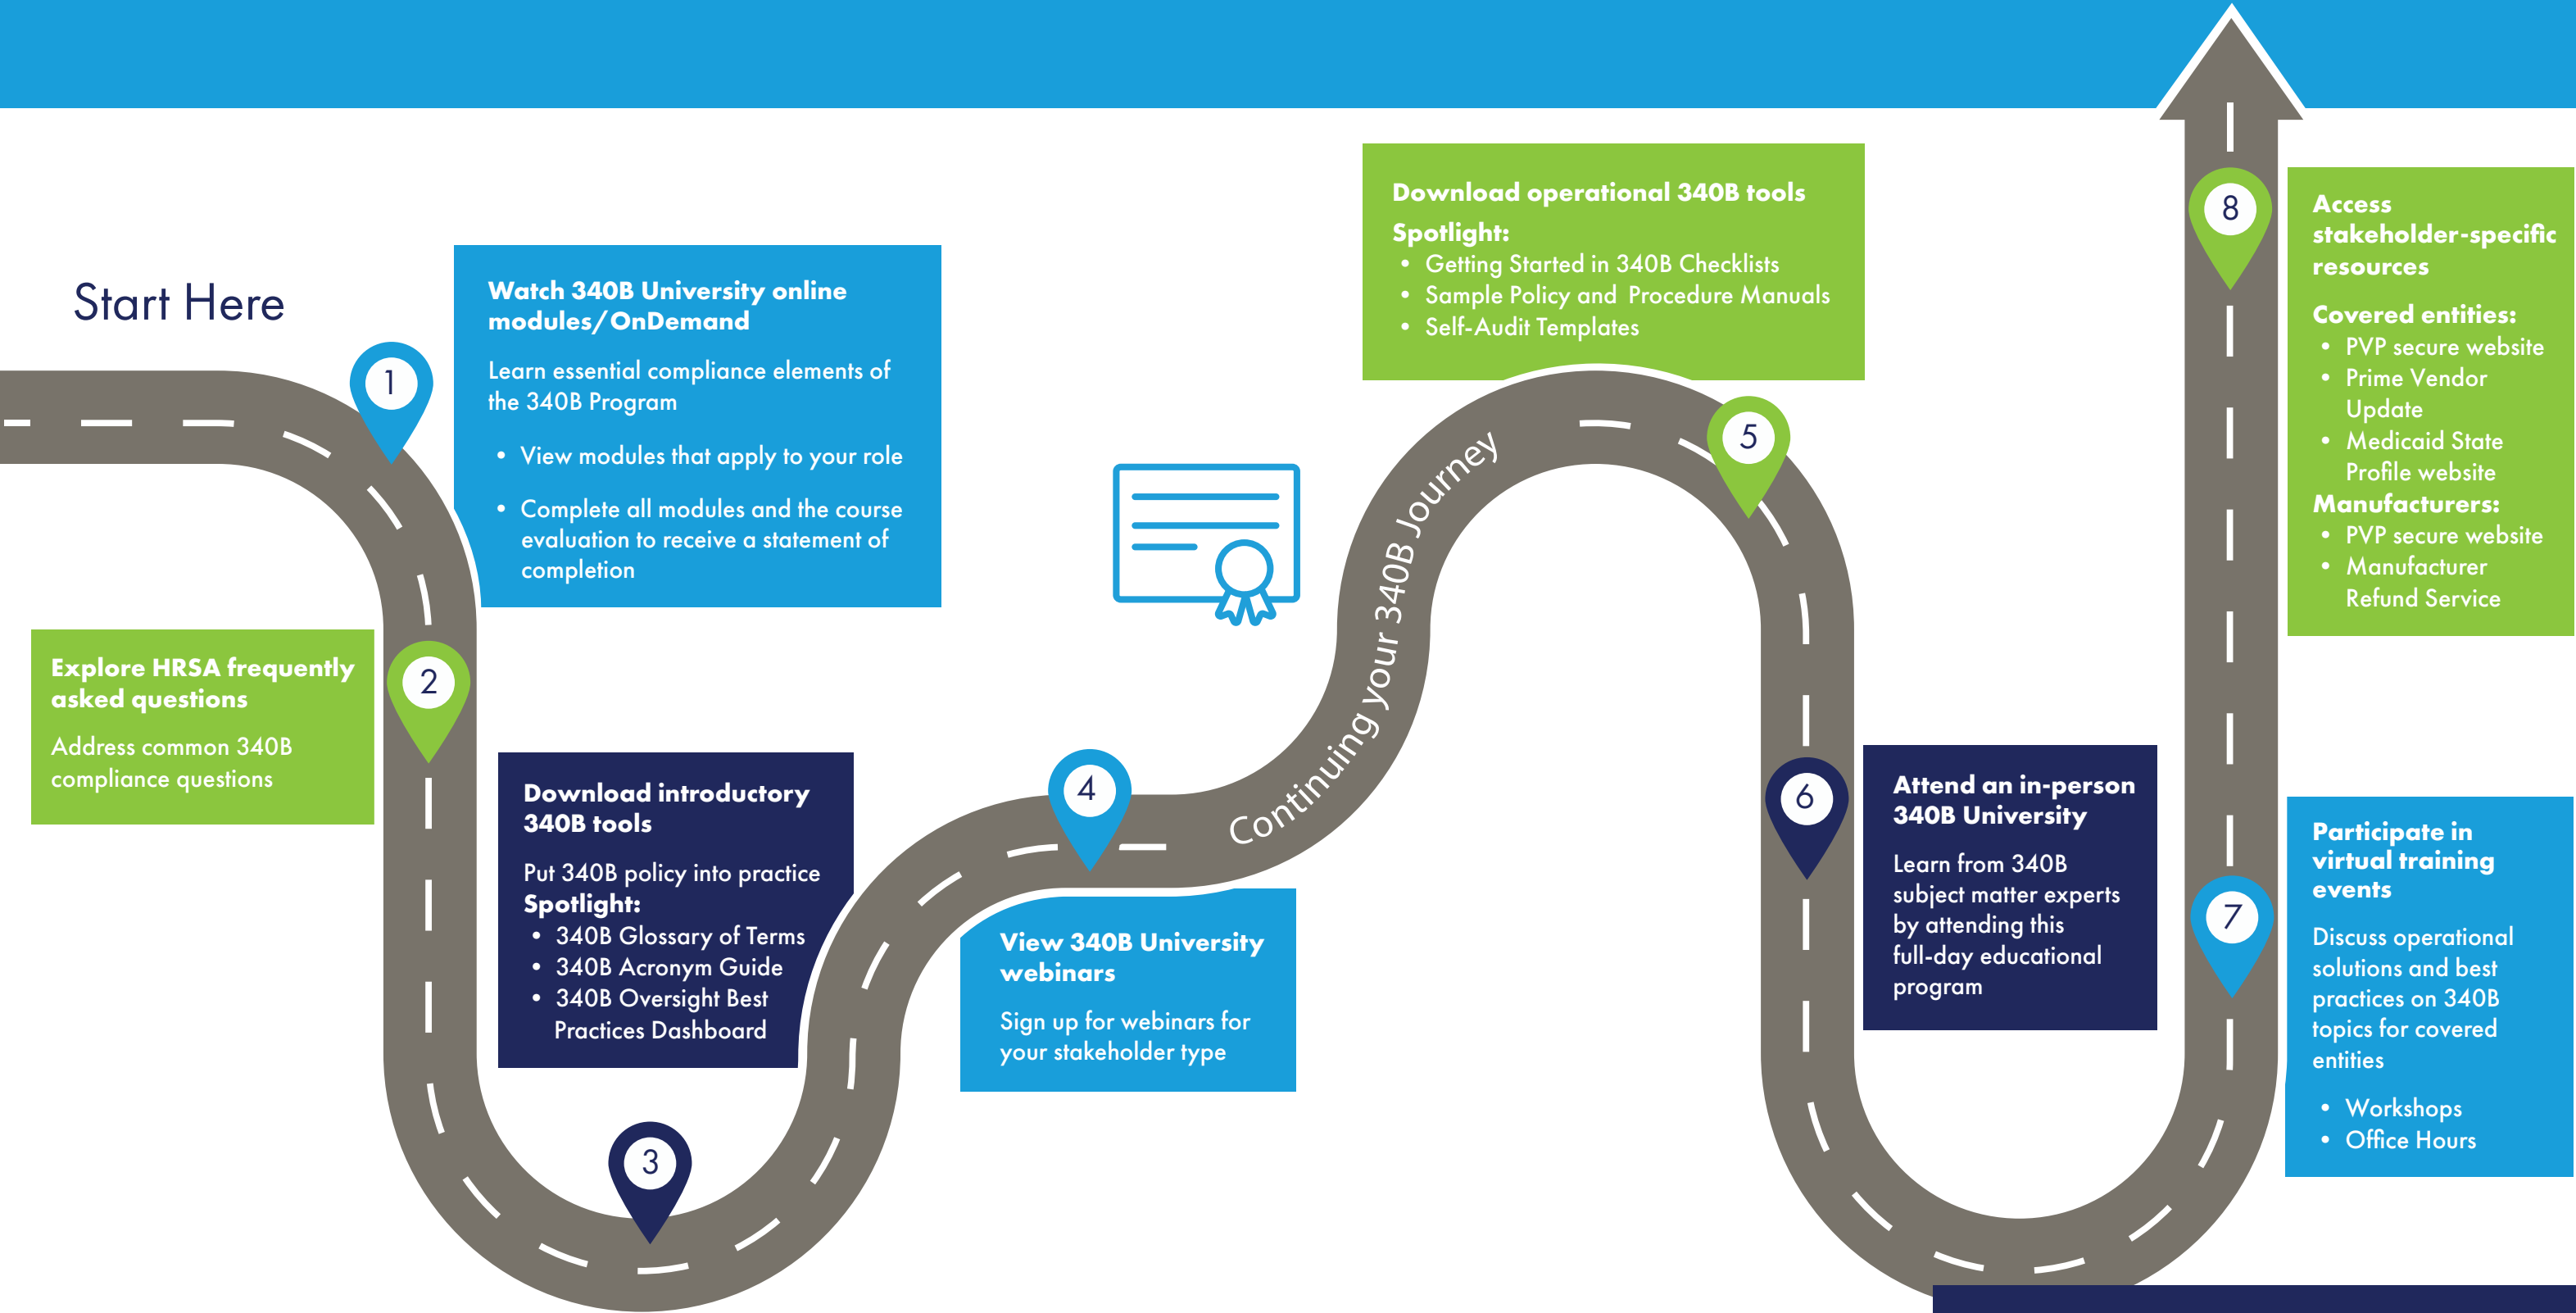 Start Here
1
Watch 340B University online
modules/OnDemand
Learn essential compliance elements of
the 340B Program
• View modules that apply to your role
• Complete all modules and the course
evaluation to receive a statement of
completion
2
Explore HRSA frequently
asked questions
Address common 340B
compliance questions
3
Download introductory
340B tools
Put 340B policy into practice
Spotlight:
• 340B Glossary of Terms
• 340B Acronym Guide
• 340B Oversight Best
Practices Dashboard
4
View 340B University
webinars
Sign up for webinars for
your stakeholder type
Continuing your 340B Journey
5
Download operational 340B tools
Spotlight:
• Getting Started in 340B Checklists
• Sample Policy and Procedure Manuals
• Self-Audit Templates
6
Attend an in-person
340B University
Learn from 340B
subject matter experts
by attending this
full-day educational
program
7
Participate in
virtual training
events
Discuss operational
solutions and best
practices on 340B
topics for covered
entities
• Workshops
• Office Hours
8
Access
stakeholder-specific
resources
Covered entities:
• PVP secure website
• Prime Vendor
Update
• Medicaid State
Profile website
Manufacturers:
• PVP secure website
• Manufacturer
Refund Service